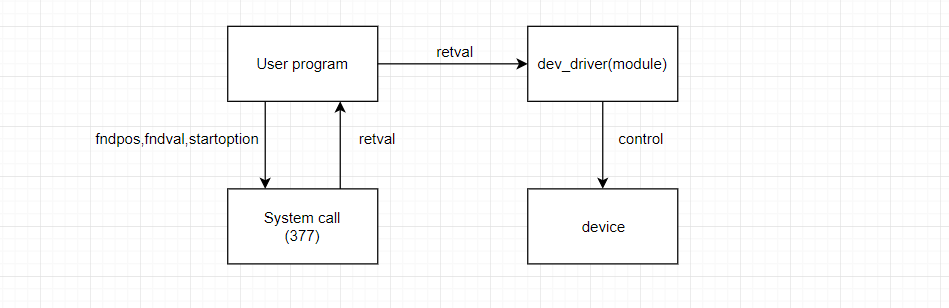 retval
User program
dev_driver(module)
fndpos,fndval,startoption
retval
control
System call
(377)
device